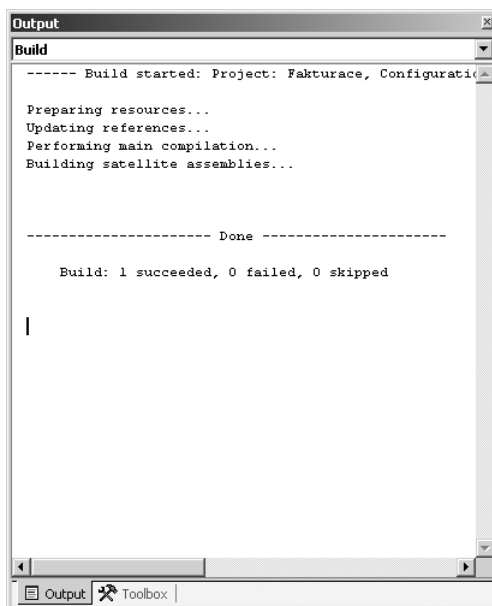 Output
Build
------ Build started: Project: Fakturace, Configuratio
Preparing resources...
Updating references...
Performing main compilation...
Building satellite assemblies...
---------------------- Done ----------------------
Build: 1 succeeded, 0 failed, 0 skipped
Output Toolbox